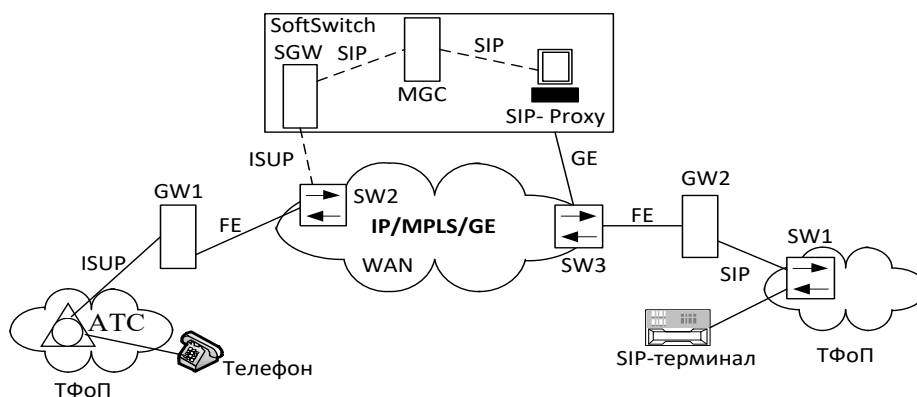 SoftSwitch
SGW
SIP
SIP
MGC
SIP- Proxy
ISUP
GE
GW1
SW2
GW2
FE
IP/MPLS/GE
FE
SW1
ISUP
WAN
SW3
SIP
АТС
Телефон
SIP-терминал
ТФоП
ТФоП